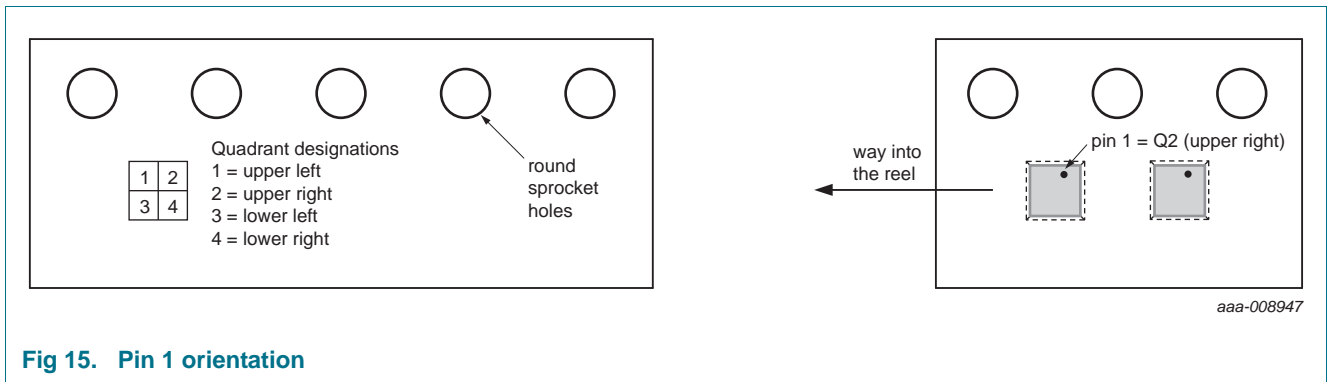 1 2
3 4
Quadrant designations
1 = upper left
2 = upper right
3 = lower left
4 = lower right
round
sprocket
holes
way into
the reel
pin 1 = Q2 (upper right)
aaa-008947
Fig 15. Pin 1 orientation